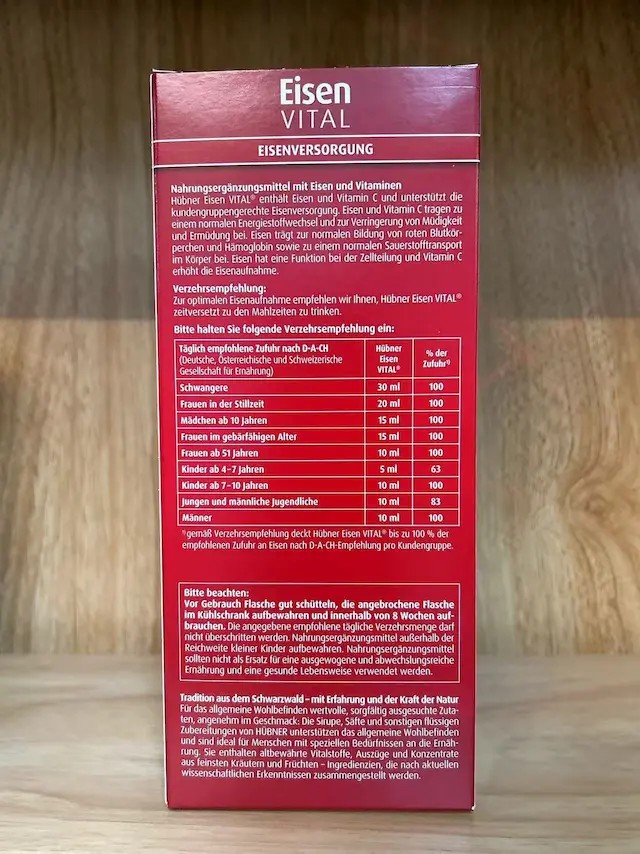 Eisen
VITAL
EISENVERSORGUNG
Nahrungsergänzungsmittel mit Eisen und Vitaminen
Hübner Eisen VITAL® enthält Eisen und Vitamin C und unterstützt die
kundengruppengerechte Eisenversorgung. Eisen und Vitamin C tragen zu
einem normalen Energiestoffwechsel und zur Verringerung von Müdigkeit
und Ermüdung bei. Eisen trägt zur normalen Bildung von roten Blutkör-
perchen und Hämoglobin sowie zu einem normalen Sauerstofftransport
im Körper bei. Eisen hat eine Funktion bei der Zellteilung und Vitamin C
erhöht die Eisenaufnahme.
Verzehrsempfehlung:
Zur optimalen Eisenaufnahme empfehlen wir Ihnen, Hübner Eisen VITAL®
zeitversetzt zu den Mahlzeiten zu trinken.
Bitte halten Sie folgende Verzehrsempfehlung ein:
Täglich empfohlene Zufuhr nach D-A-CH
(Deutsche, Österreichische und Schweizerische
Gesellschaft für Ernährung)
Hübner
Eisen
VITAL®
% der
Zufuhr¹⁾
Schwangere 30 ml 100
Frauen in der Stillzeit 20 ml 100
Mädchen ab 10 Jahren 15 ml 100
Frauen im gebärfähigen Alter 15 ml 100
Frauen ab 51 Jahren 10 ml 100
Kinder ab 4-7 Jahren 5 ml 63
Kinder ab 7-10 Jahren 10 ml 100
Jungen und männliche Jugendliche 10 ml 83
Männer 10 ml 100
¹⁾gemäß Verzehrsempfehlung deckt Hübner Eisen VITAL® bis zu 100 % der
empfohlenen Zufuhr an Eisen nach D-A-CH-Empfehlung pro Kundengruppe.
Bitte beachten:
Vor Gebrauch Flasche gut schütteln, die angebrochene Flasche
im Kühlschrank aufbewahren und innerhalb von 8 Wochen auf-
brauchen. Die angegebene empfohlene tägliche Verzehrsmenge darf
nicht überschritten werden. Nahrungsergänzungsmittel außerhalb der
Reichweite kleiner Kinder aufbewahren. Nahrungsergänzungsmittel
sollten nicht als Ersatz für eine ausgewogene und abwechslungsreiche
Ernährung und eine gesunde Lebensweise verwendet werden.
Tradition aus dem Schwarzwald – mit Erfahrung und der Kraft der Natur
Für das allgemeine Wohlbefinden wertvolle, sorgfältig ausgesuchte Zuta-
ten, angenehm im Geschmack: Die Sirupe, Säfte und sonstigen flüssigen
Zubereitungen von HÜBNER unterstützen das allgemeine Wohlbefinden
und sind ideal für Menschen mit speziellen Bedürfnissen an die Ernäh-
rung. Sie enthalten altbewährte Vitalstoffe, Auszüge und Konzentrate
aus feinsten Kräutern und Früchten – Ingredienzien, die nach aktuellen
wissenschaftlichen Erkenntnissen zusammengestellt werden.